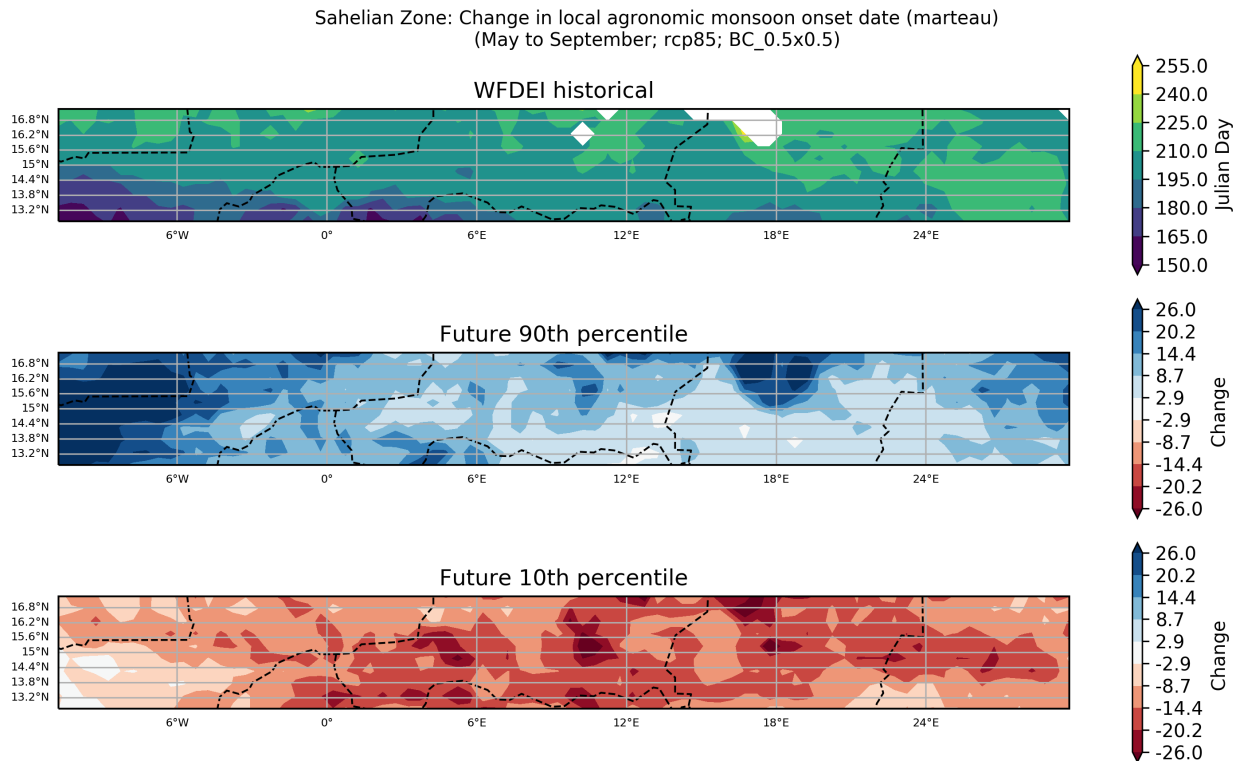 Sahelian Zone: Change in local agronomic monsoon onset date (marteau)
(May to September; rcp85; BC_0.5x0.5)
WFDEI historical
16.8°N
16.2°N
15.6°N
15°N
14.4°N
13.8°N
13.2°N
6°W
0°
6°E
12°E
18°E
24°E
255.0
240.0
225.0
210.0
195.0
180.0
165.0
150.0
Julian Day
Future 90th percentile
16.8°N
16.2°N
15.6°N
15°N
14.4°N
13.8°N
13.2°N
6°W
0°
6°E
12°E
18°E
24°E
26.0
20.2
14.4
8.7
2.9
-2.9
-8.7
-14.4
-20.2
-26.0
Change
Future 10th percentile
16.8°N
16.2°N
15.6°N
15°N
14.4°N
13.8°N
13.2°N
6°W
0°
6°E
12°E
18°E
24°E
26.0
20.2
14.4
8.7
2.9
-2.9
-8.7
-14.4
-20.2
-26.0
Change